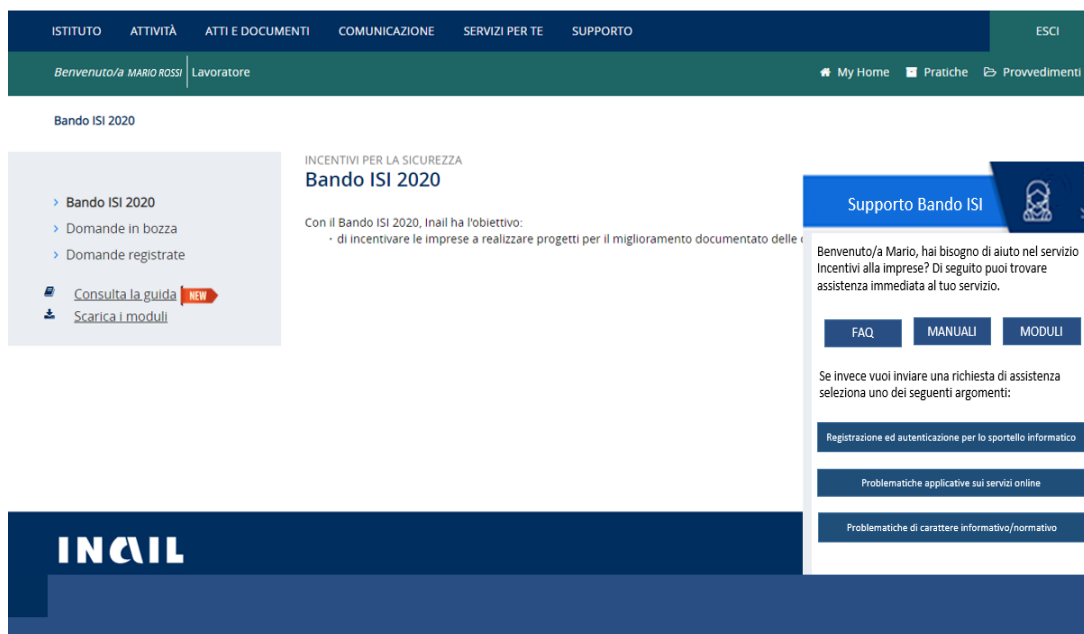 ISTITUTO ATTIVITÀ ATTI E DOCUMENTI COMUNICAZIONE SERVIZI PER TE SUPPORTO ESCI
Benvenuto/a MARIO ROSSI Lavoratore My Home Pratiche Provvedimenti
Bando ISI 2020
Bando ISI 2020
Domande in bozza
Domande registrate
Consulta la guida NEW
Scarica i moduli
INCENTIVI PER LA SICUREZZA
Bando ISI 2020
Con il Bando ISI 2020, Inail ha l'obiettivo:
· di incentivare le imprese a realizzare progetti per il miglioramento documentato delle
Supporto Bando ISI
Benvenuto/a Mario, hai bisogno di aiuto nel servizio
Incentivi alla imprese? Di seguito puoi trovare
assistenza immediata al tuo servizio.
FAQ MANUALI MODULI
Se invece vuoi inviare una richiesta di assistenza
seleziona uno dei seguenti argomenti:
Registrazione ed autenticazione per lo sportello informatico
Problematiche applicative sui servizi online
Problematiche di carattere informativo/normativo
INAIL